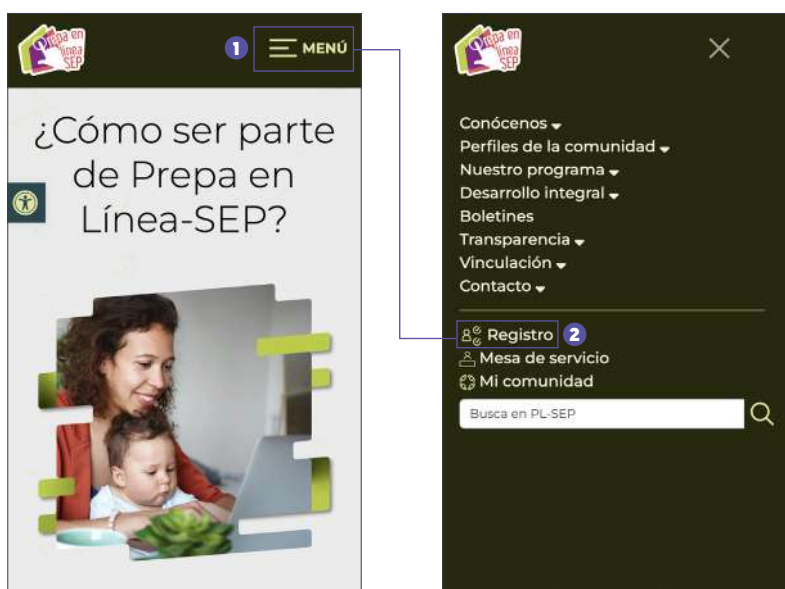 Prepa en
línea
SEP
1
MENÚ
¿Cómo ser parte
de Prepa en
Línea-SEP?
Prepa en
línea
SEP
Conócenos
Perfiles de la comunidad
Nuestro programa
Desarrollo integral
Boletines
Transparencia
Vinculación
Contacto
Registro 2
Mesa de servicio
Mi comunidad
Busca en PL-SEP